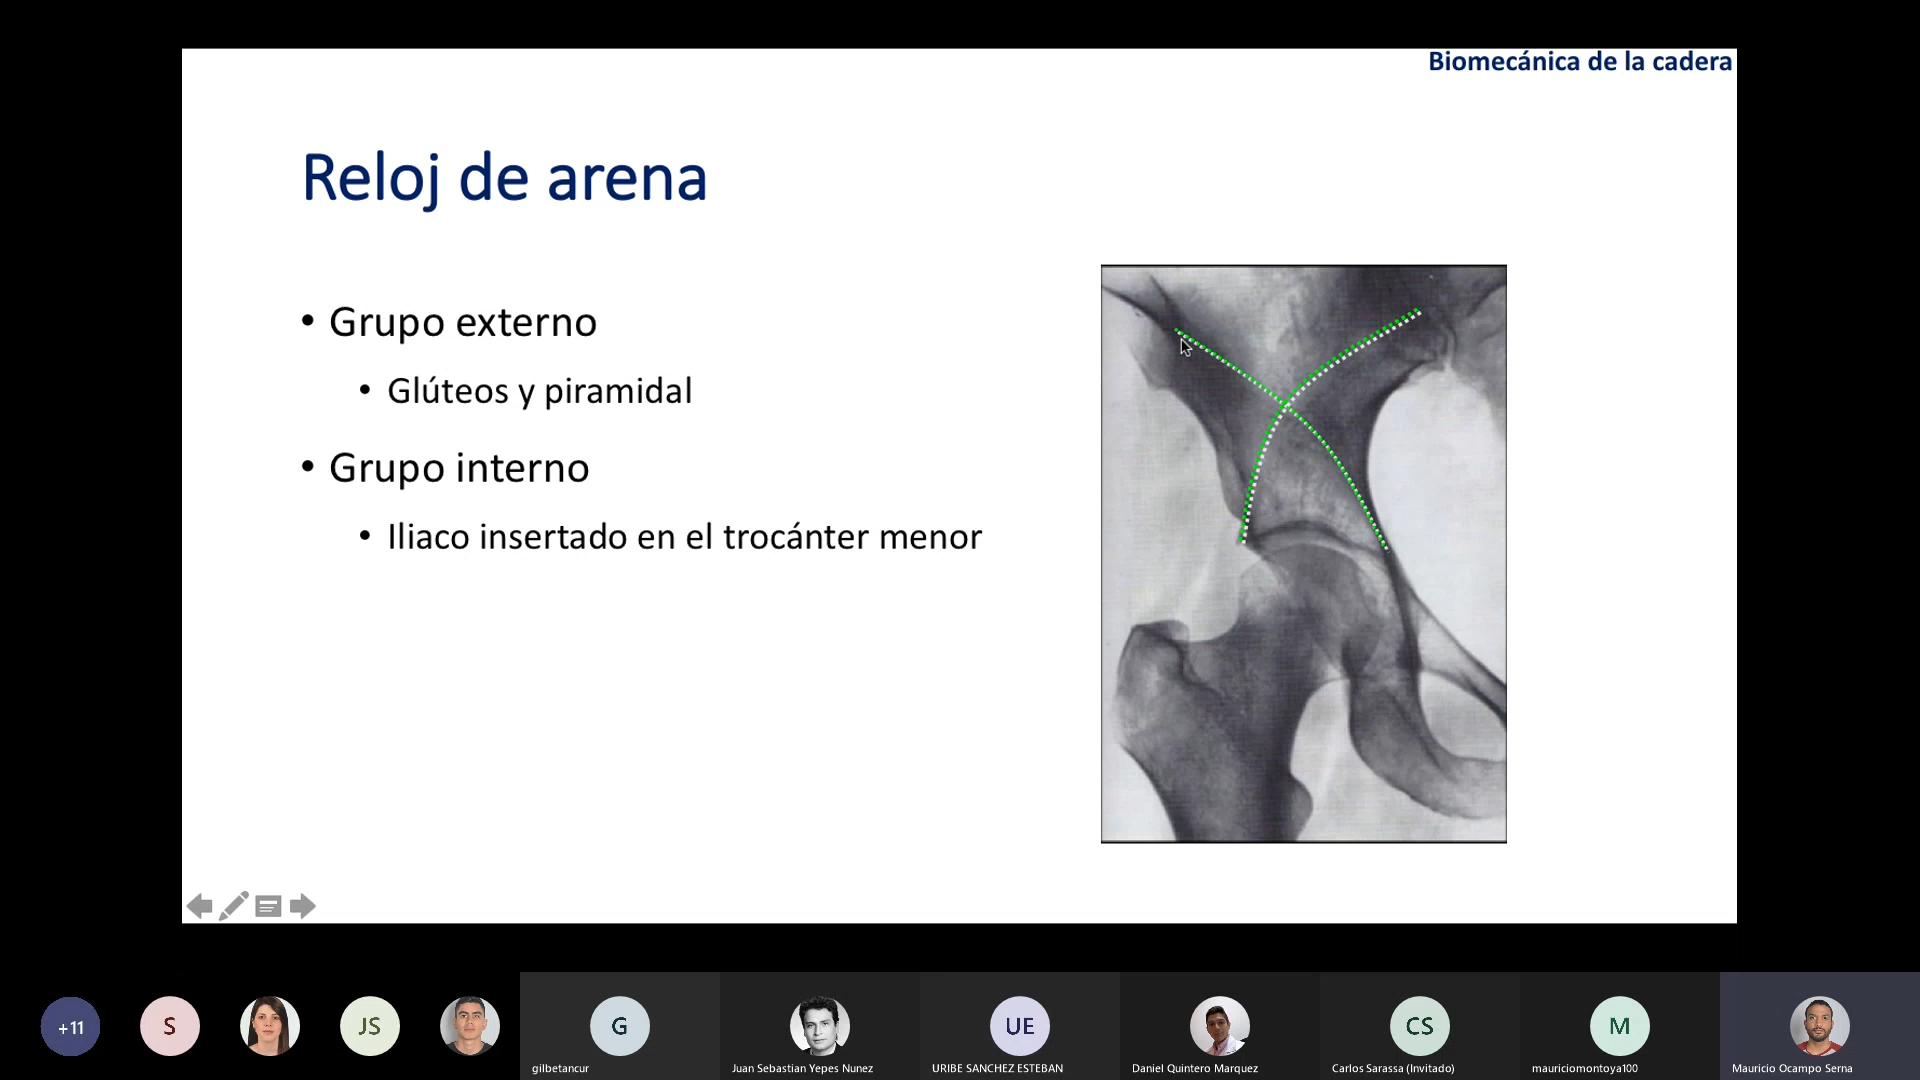 Biomecánica de la cadera
Reloj de arena
• Grupo externo
• Glúteos y piramidal
• Grupo interno
• Iliaco insertado en el trocánter menor
+11
S
JS
G
UE
CS
M
gilbetancur
Juan Sebastian Yepes Nunez
URIBE SANCHEZ ESTEBAN
Daniel Quintero Marquez
Carlos Sarassa (Invitado)
mauriciomontoya100
Mauricio Ocampo Serna